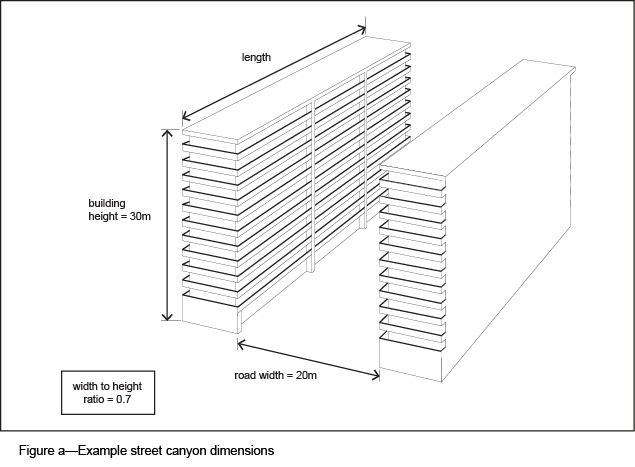 length
building
height = 30m
road width = 20m
width to height
ratio = 0.7
Figure a—Example street canyon dimensions